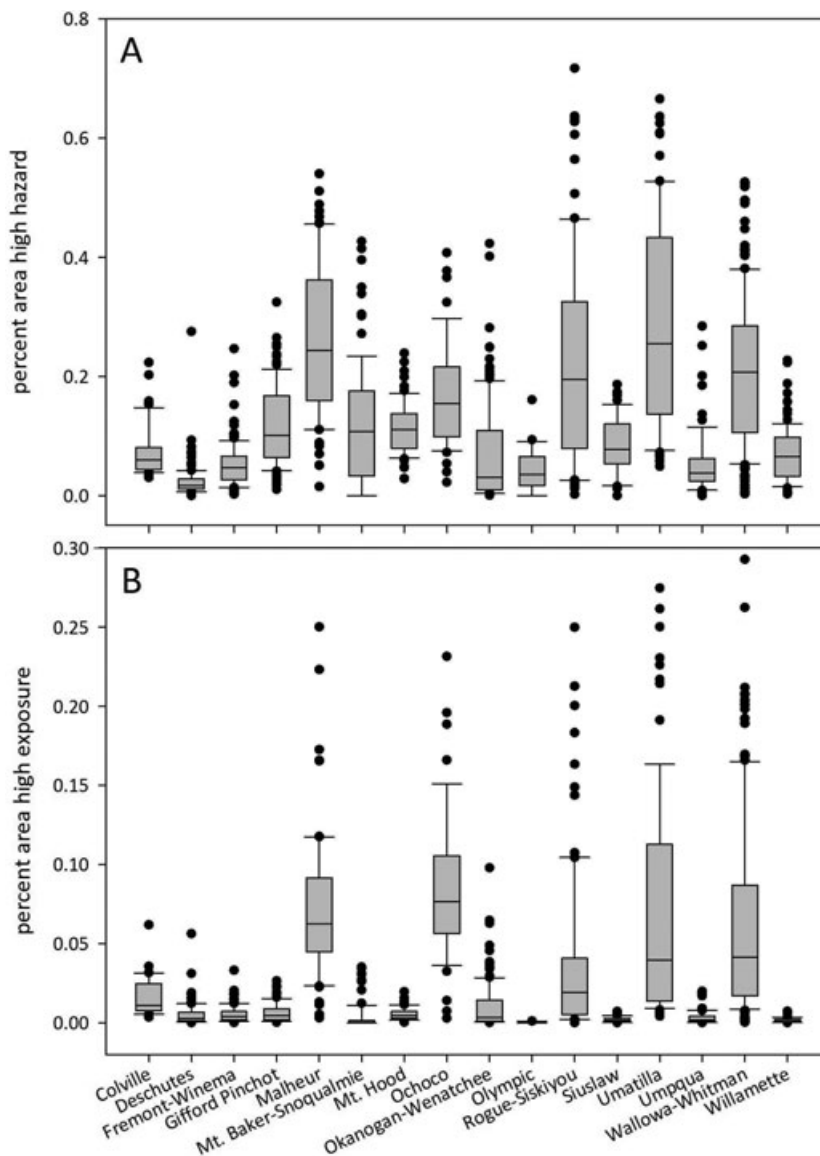 A
percent area high hazard
0.8
0.6
0.4
0.2
0.0
B
percent area high exposure
0.30
0.25
0.20
0.15
0.10
0.05
0.00
Colville
Deschutes
Fremont-Winema
Gifford Pinchot
Malheur
Mt. Baker-Snoqualmie
Mt. Hood
Ochoco
Okanogan-Wenatchee
Olympic
Rogue-Siskiyou
Siuslaw
Umatilla
Umpqua
Wallowa-Whitman
Willamette